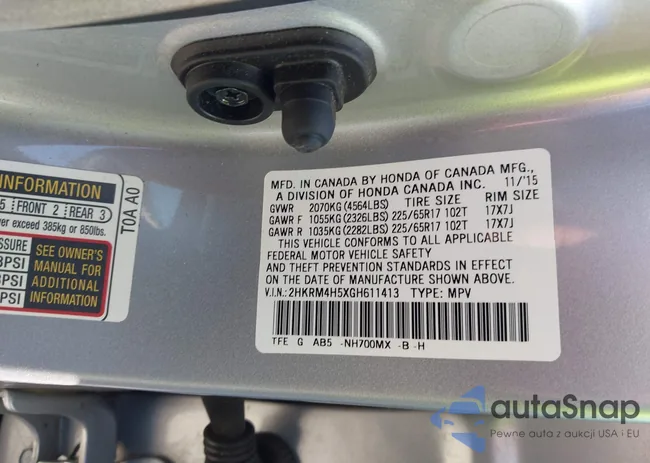 INFORMATION
5 FRONT 2 REAR 3
ver exceed 385kg or 850lbs.
SSURE
SEE OWNER'S
MANUAL FOR
ADDITIONAL
INFORMATION
PSI
PSI
PSI
TOA A0
MFD. IN CANADA BY HONDA OF CANADA MFG.,
A DIVISION OF HONDA CANADA INC. 11/'15
GVWR 2070KG(4564LBS) TIRE SIZE RIM SIZE
GAWR F 1055KG(2326LBS) 225/65R17 102T 17X7J
GAWR R 1035KG(2282LBS) 225/65R17 102T 17X7J
THIS VEHICLE CONFORMS TO ALL APPLICABLE
FEDERAL MOTOR VEHICLE SAFETY
AND THEFT PREVENTION STANDARDS IN EFFECT
ON THE DATE OF MANUFACTURE SHOWN ABOVE.
V.I.N.:2HKRM4H5XGH611413 TYPE: MPV
TFE G AB5 -NH700MX -B -H
autaSnap
Pewne auta z aukcji USA i EU